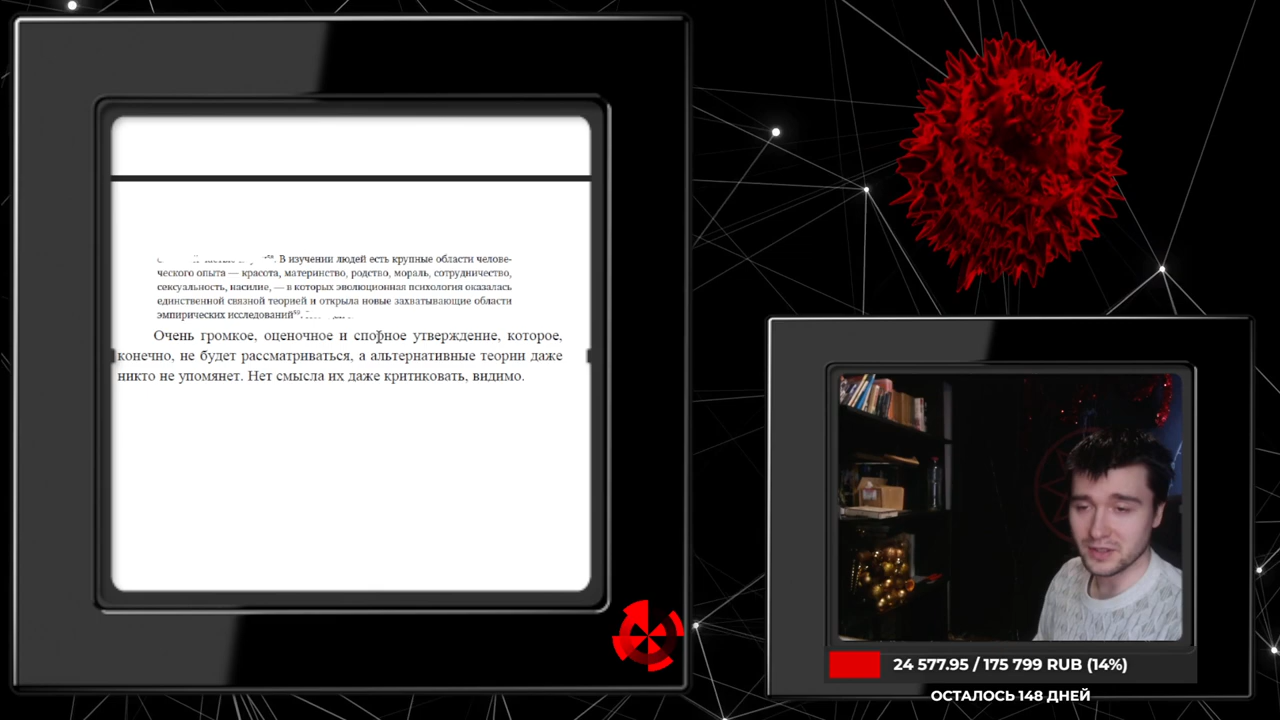 В изучении людей есть крупные области челове-
ческого опыта — красота, материнство, родство, мораль, сотрудничество,
сексуальность, насилие, — в которых эволюционная психология оказалась
единственной связной теорией и открыла новые захватывающие области
эмпирических исследований
Очень громкое, оценочное и спорное утверждение, которое,
конечно, не будет рассматриваться, а альтернативные теории даже
никто не упомянет. Нет смысла их даже критиковать, видимо.
24 577.95 / 175 799 RUB (14%)
ОСТАЛОСЬ 148 ДНЕЙ